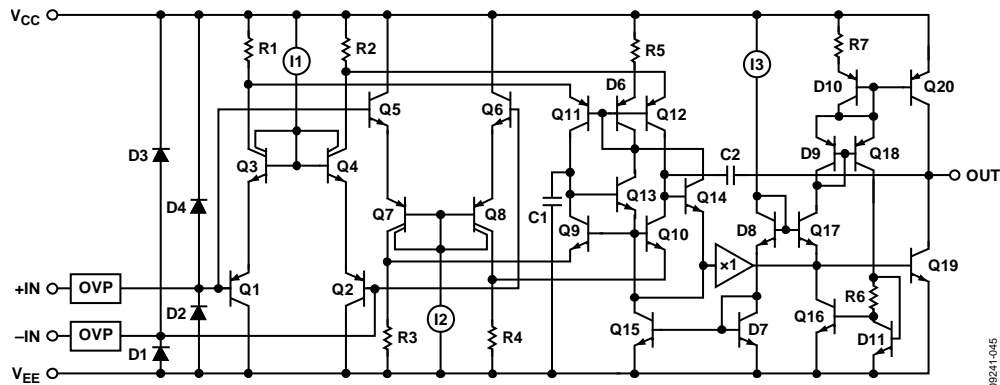 VCC
R1
I1
R2
R5
I3
R7
Q5
Q6
D6
D10
Q20
Q11
Q12
D3
Q3
Q4
D9
Q18
C2
OUT
D4
Q7
Q8
C1
Q13
Q14
Q9
Q10
D8
Q17
×1
Q19
+IN
OVP
Q1
Q2
D2
R6
–IN
OVP
R3
I2
R4
Q15
D7
Q16
D11
D1
VEE
09241-045